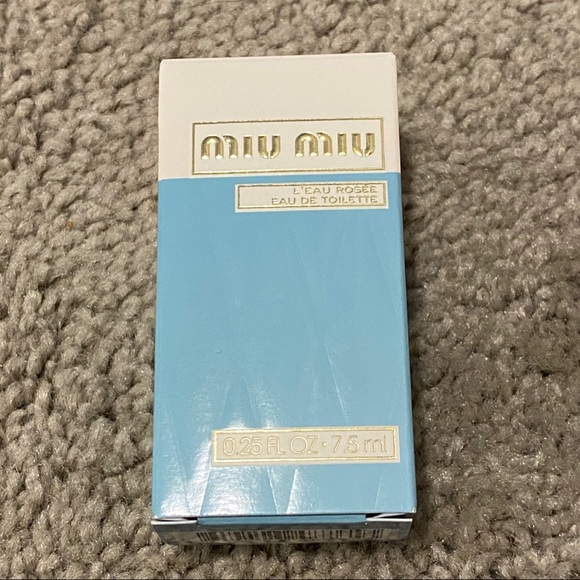 miu miu
L'EAU ROSÉE
EAU DE TOILETTE
0.25 FL OZ • 7.5 ml